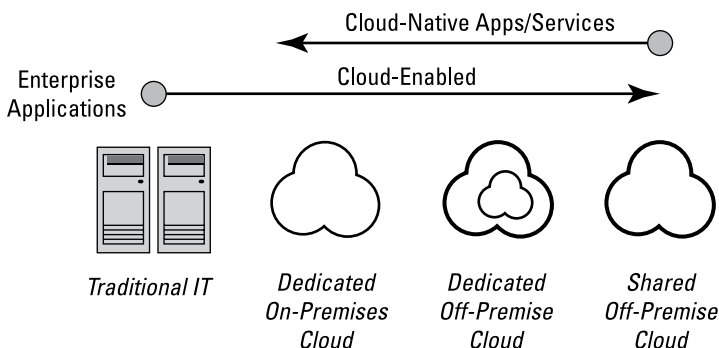 Cloud-Native Apps/Services
Enterprise
Applications
Cloud-Enabled
Traditional IT
Dedicated
On-Premises
Cloud
Dedicated
Off-Premise
Cloud
Shared
Off-Premise
Cloud